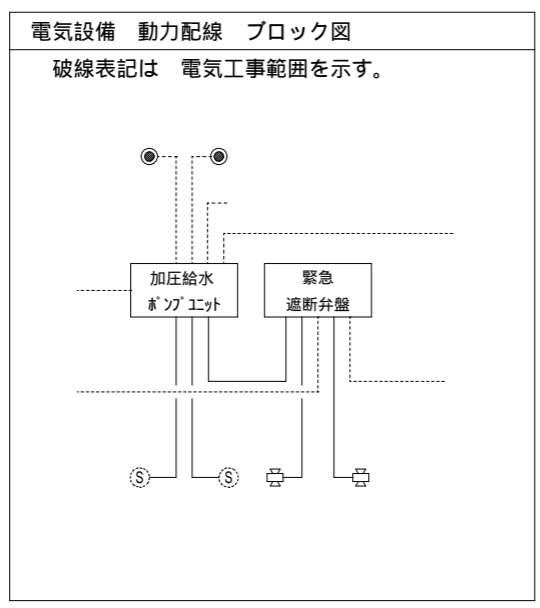 電気設備　動力配線　ブロック図
破線表記は　電気工事範囲を示す。
加圧給水
ﾎﾟﾝﾌﾟﾕﾆｯﾄ
緊急
遮断弁盤
S S